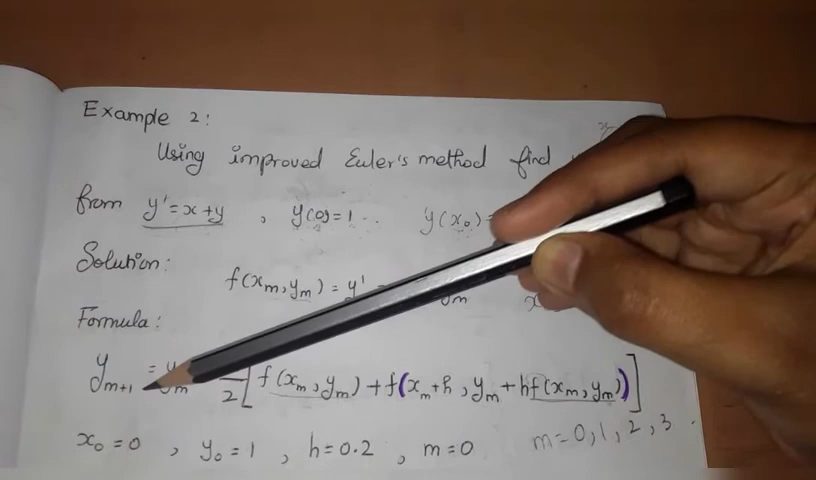 Example 2:
Using improved Euler's method find
from y' = x + y , y(0) = 1 .. y(x₀) =
Solution:
f(xₘ, yₘ) = y'
Formula:
yₘ₊₁ = yₘ /2 [ f(xₘ, yₘ) + f(xₘ + h, yₘ + hf(xₘ, yₘ)) ]
x₀ = 0 , y₀ = 1 , h = 0.2 , m = 0 m = 0, 1, 2, 3 .